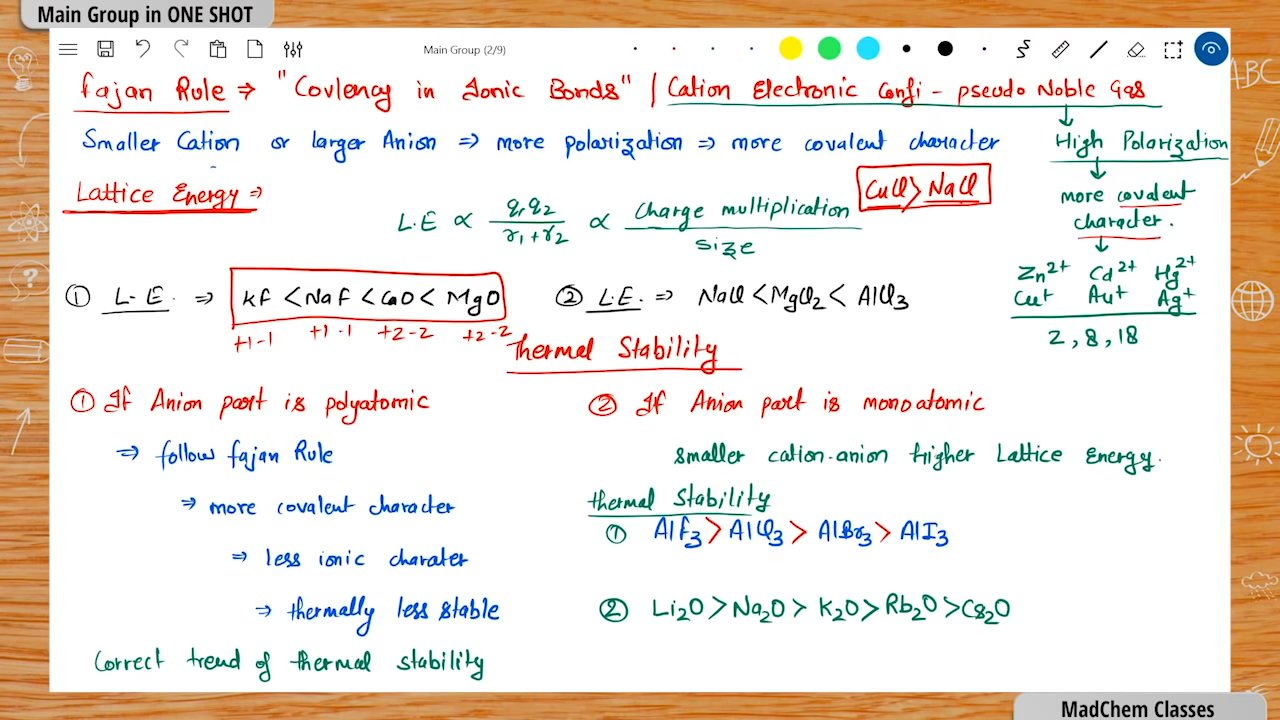 Main Group in ONE SHOT
Main Group (2/9)
fajan Rule ⇒ "Covlency in Ionic Bonds" | Cation Electronic Confi - pseudo Noble Gas
Smaller Cation or larger Anion ⇒ more polarization ⇒ more covalent character
High Polarization
more covalent
character.
Zn2+ Cd2+ Hg2+
Cu+ Au+ Ag+
2, 8, 18
Lattice Energy ⇒
CuCl > NaCl
L.E ∝ q1q2 / r1+r2 ∝ Charge multiplication / size
① L.E. ⇒ KF < NaF < CaO < MgO
+1-1 +1-1 +2-2 +2-2
② L.E. ⇒ NaCl < MgCl2 < AlCl3
Thermal Stability
① If Anion part is polyatomic
⇒ follow fajan Rule
⇒ more covalent character
⇒ less ionic charater
⇒ thermally less stable
Correct trend of thermal stability
② If Anion part is monoatomic
smaller cation-anion higher Lattice Energy.
thermal Stability
① AlF3 > AlCl3 > AlBr3 > AlI3
② Li2O > Na2O > K2O > Rb2O > Cs2O
ABC
MadChem Classes